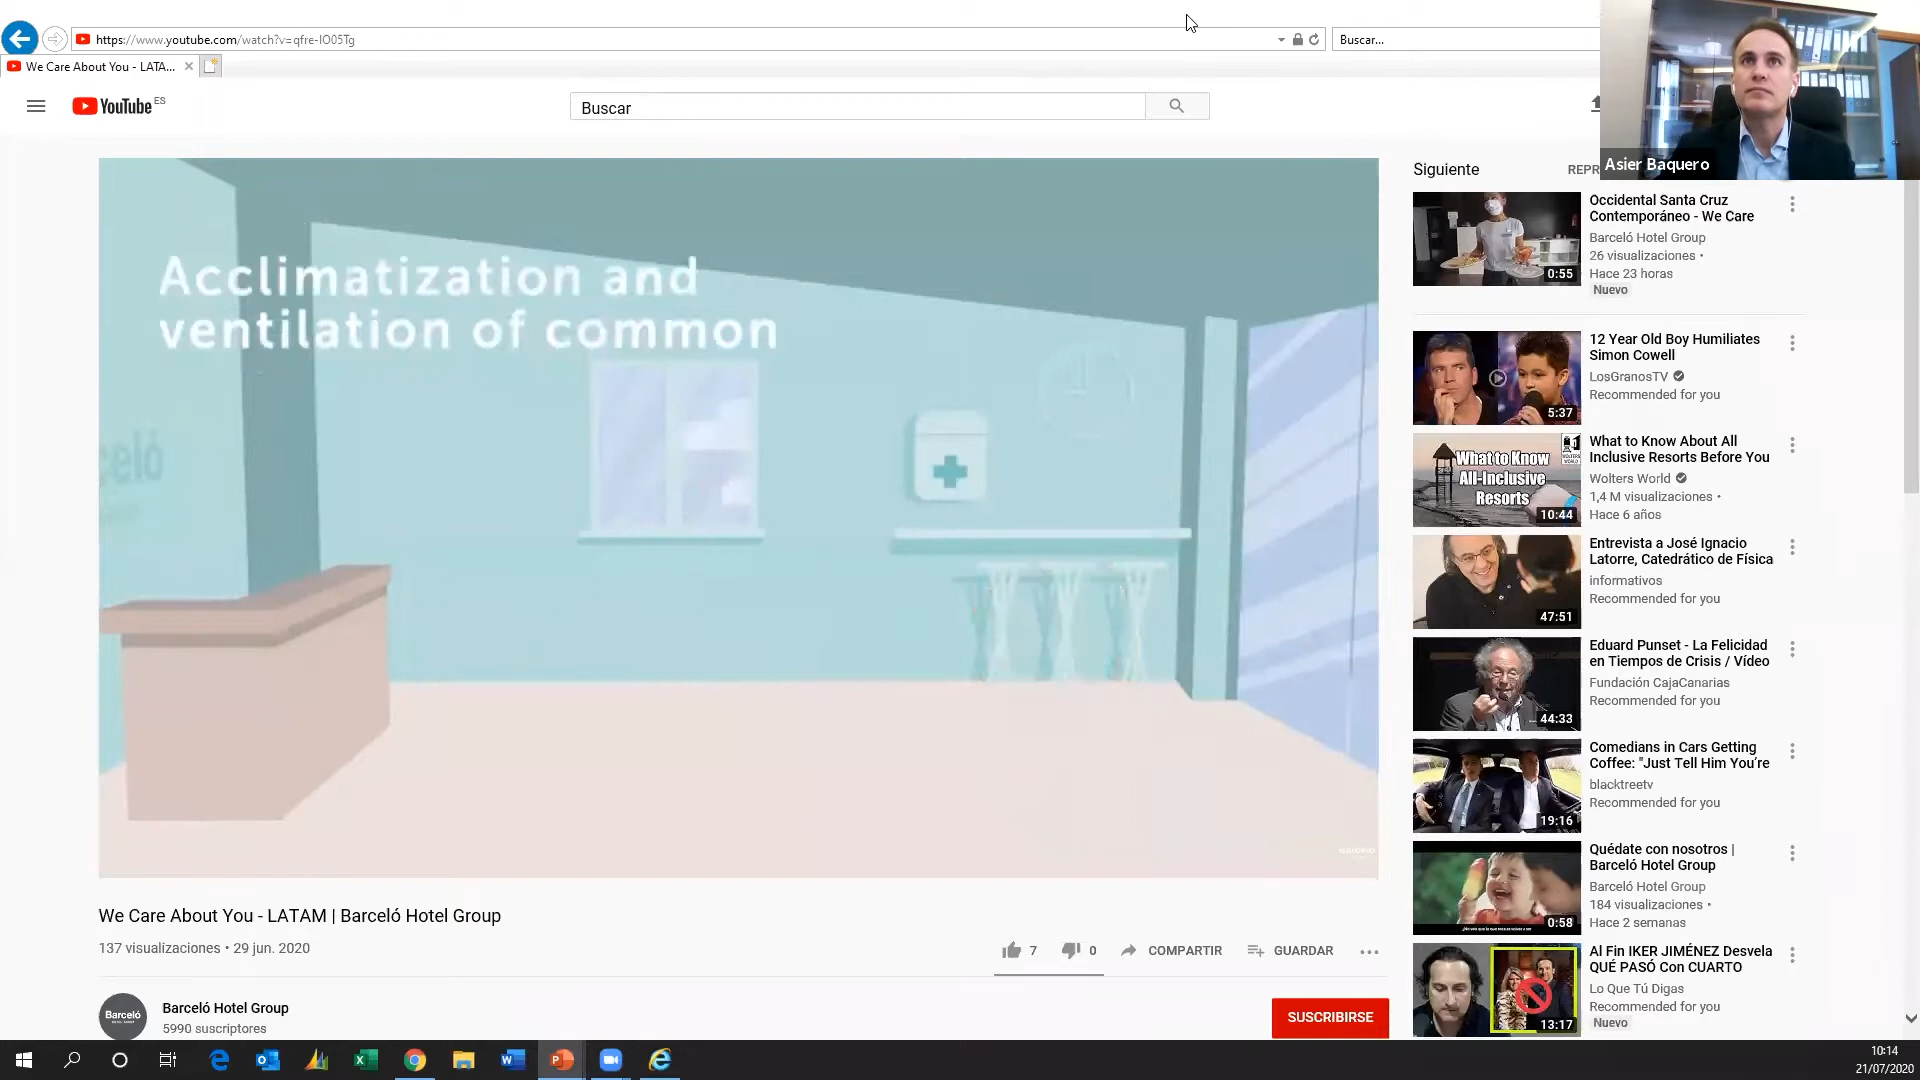 https://www.youtube.com/watch?v=qfre-IO05Tg
Buscar...
We Care About You - LATA...
YouTube ES
Buscar
Asier Baquero
Siguiente
REPR
Acclimatization and
ventilation of common
celó
Occidental Santa Cruz
Contemporáneo - We Care
Barceló Hotel Group
26 visualizaciones •
Hace 23 horas
Nuevo
0:55
12 Year Old Boy Humiliates
Simon Cowell
LosGranosTV
Recommended for you
5:37
What to Know
All-Inclusive
Resorts
10:44
What to Know About All
Inclusive Resorts Before You
Wolters World
1,4 M visualizaciones •
Hace 6 años
Entrevista a José Ignacio
Latorre, Catedrático de Física
informativos
Recommended for you
47:51
Eduard Punset - La Felicidad
en Tiempos de Crisis / Vídeo
Fundación CajaCanarias
Recommended for you
44:33
Comedians in Cars Getting
Coffee: "Just Tell Him You're
blacktreetv
Recommended for you
19:16
Quédate con nosotros |
Barceló Hotel Group
Barceló Hotel Group
184 visualizaciones •
Hace 2 semanas
0:58
Al Fin IKER JIMÉNEZ Desvela
QUÉ PASÓ Con CUARTO
Lo Que Tú Digas
Recommended for you
Nuevo
13:17
We Care About You - LATAM | Barceló Hotel Group
137 visualizaciones • 29 jun. 2020
7
0
COMPARTIR
GUARDAR
Barceló
Barceló Hotel Group
5990 suscriptores
SUSCRIBIRSE
10:14
21/07/2020